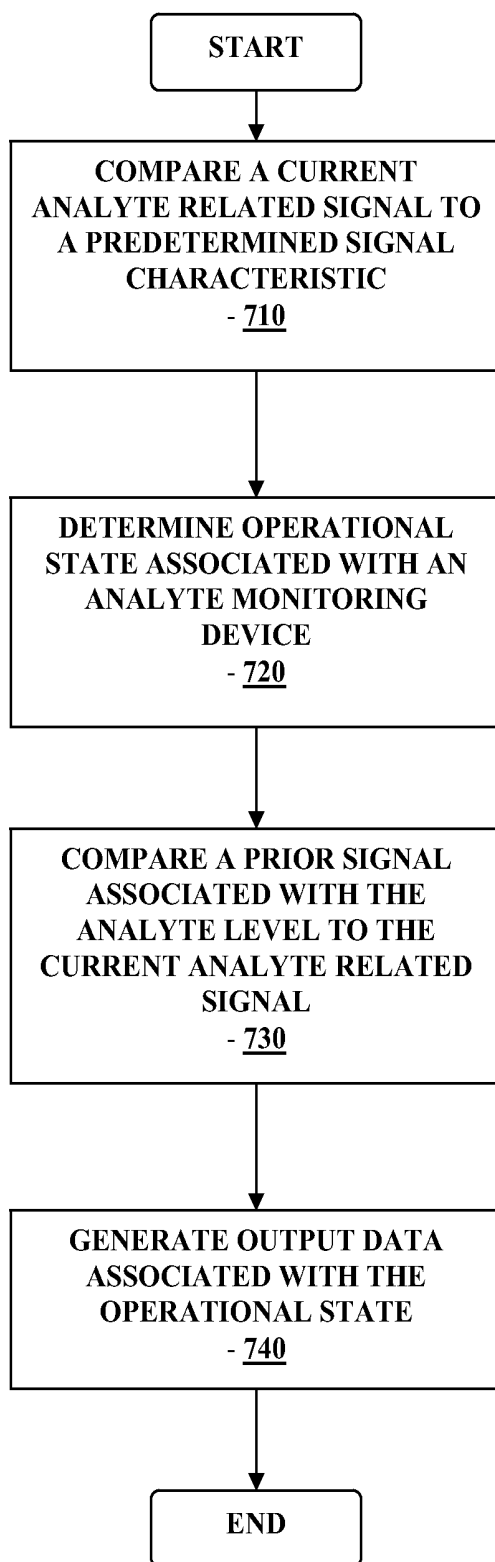 START
COMPARE A CURRENT
ANALYTE RELATED SIGNAL TO
A PREDETERMINED SIGNAL
CHARACTERISTIC
- 710
DETERMINE OPERATIONAL
STATE ASSOCIATED WITH AN
ANALYTE MONITORING
DEVICE
- 720
COMPARE A PRIOR SIGNAL
ASSOCIATED WITH THE
ANALYTE LEVEL TO THE
CURRENT ANALYTE RELATED
SIGNAL
- 730
GENERATE OUTPUT DATA
ASSOCIATED WITH THE
OPERATIONAL STATE
- 740
END